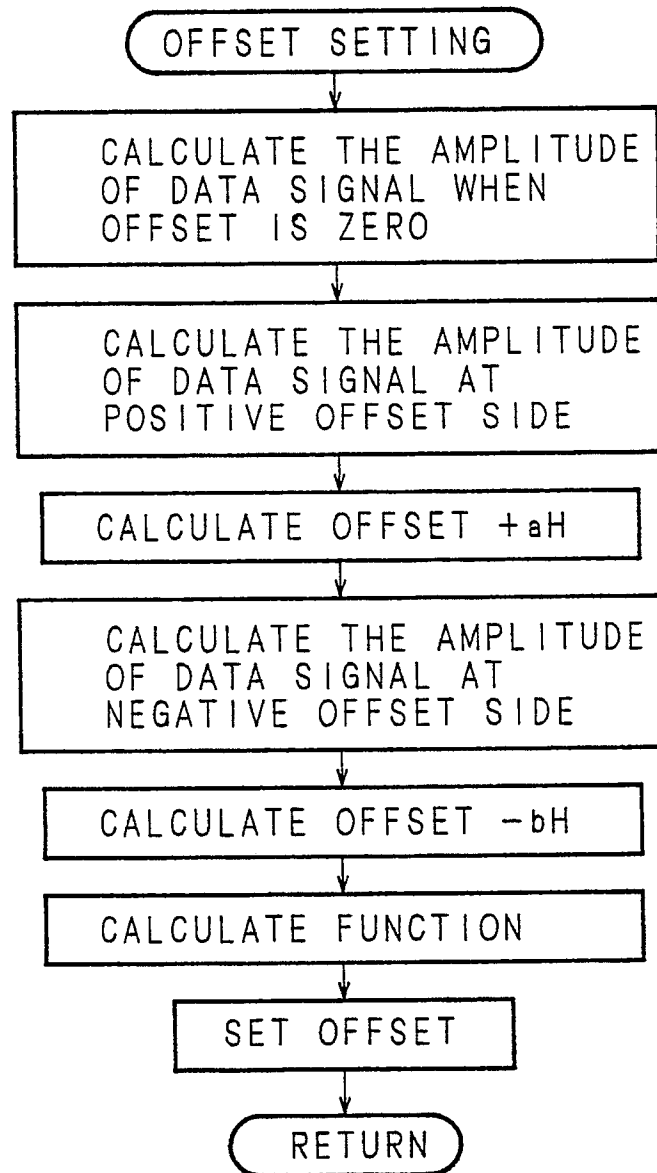 OFFSET SETTING
CALCULATE THE AMPLITUDE
OF DATA SIGNAL WHEN
OFFSET IS ZERO
CALCULATE THE AMPLITUDE
OF DATA SIGNAL AT
POSITIVE OFFSET SIDE
CALCULATE OFFSET +aH
CALCULATE THE AMPLITUDE
OF DATA SIGNAL AT
NEGATIVE OFFSET SIDE
CALCULATE OFFSET −bH
CALCULATE FUNCTION
SET OFFSET
RETURN